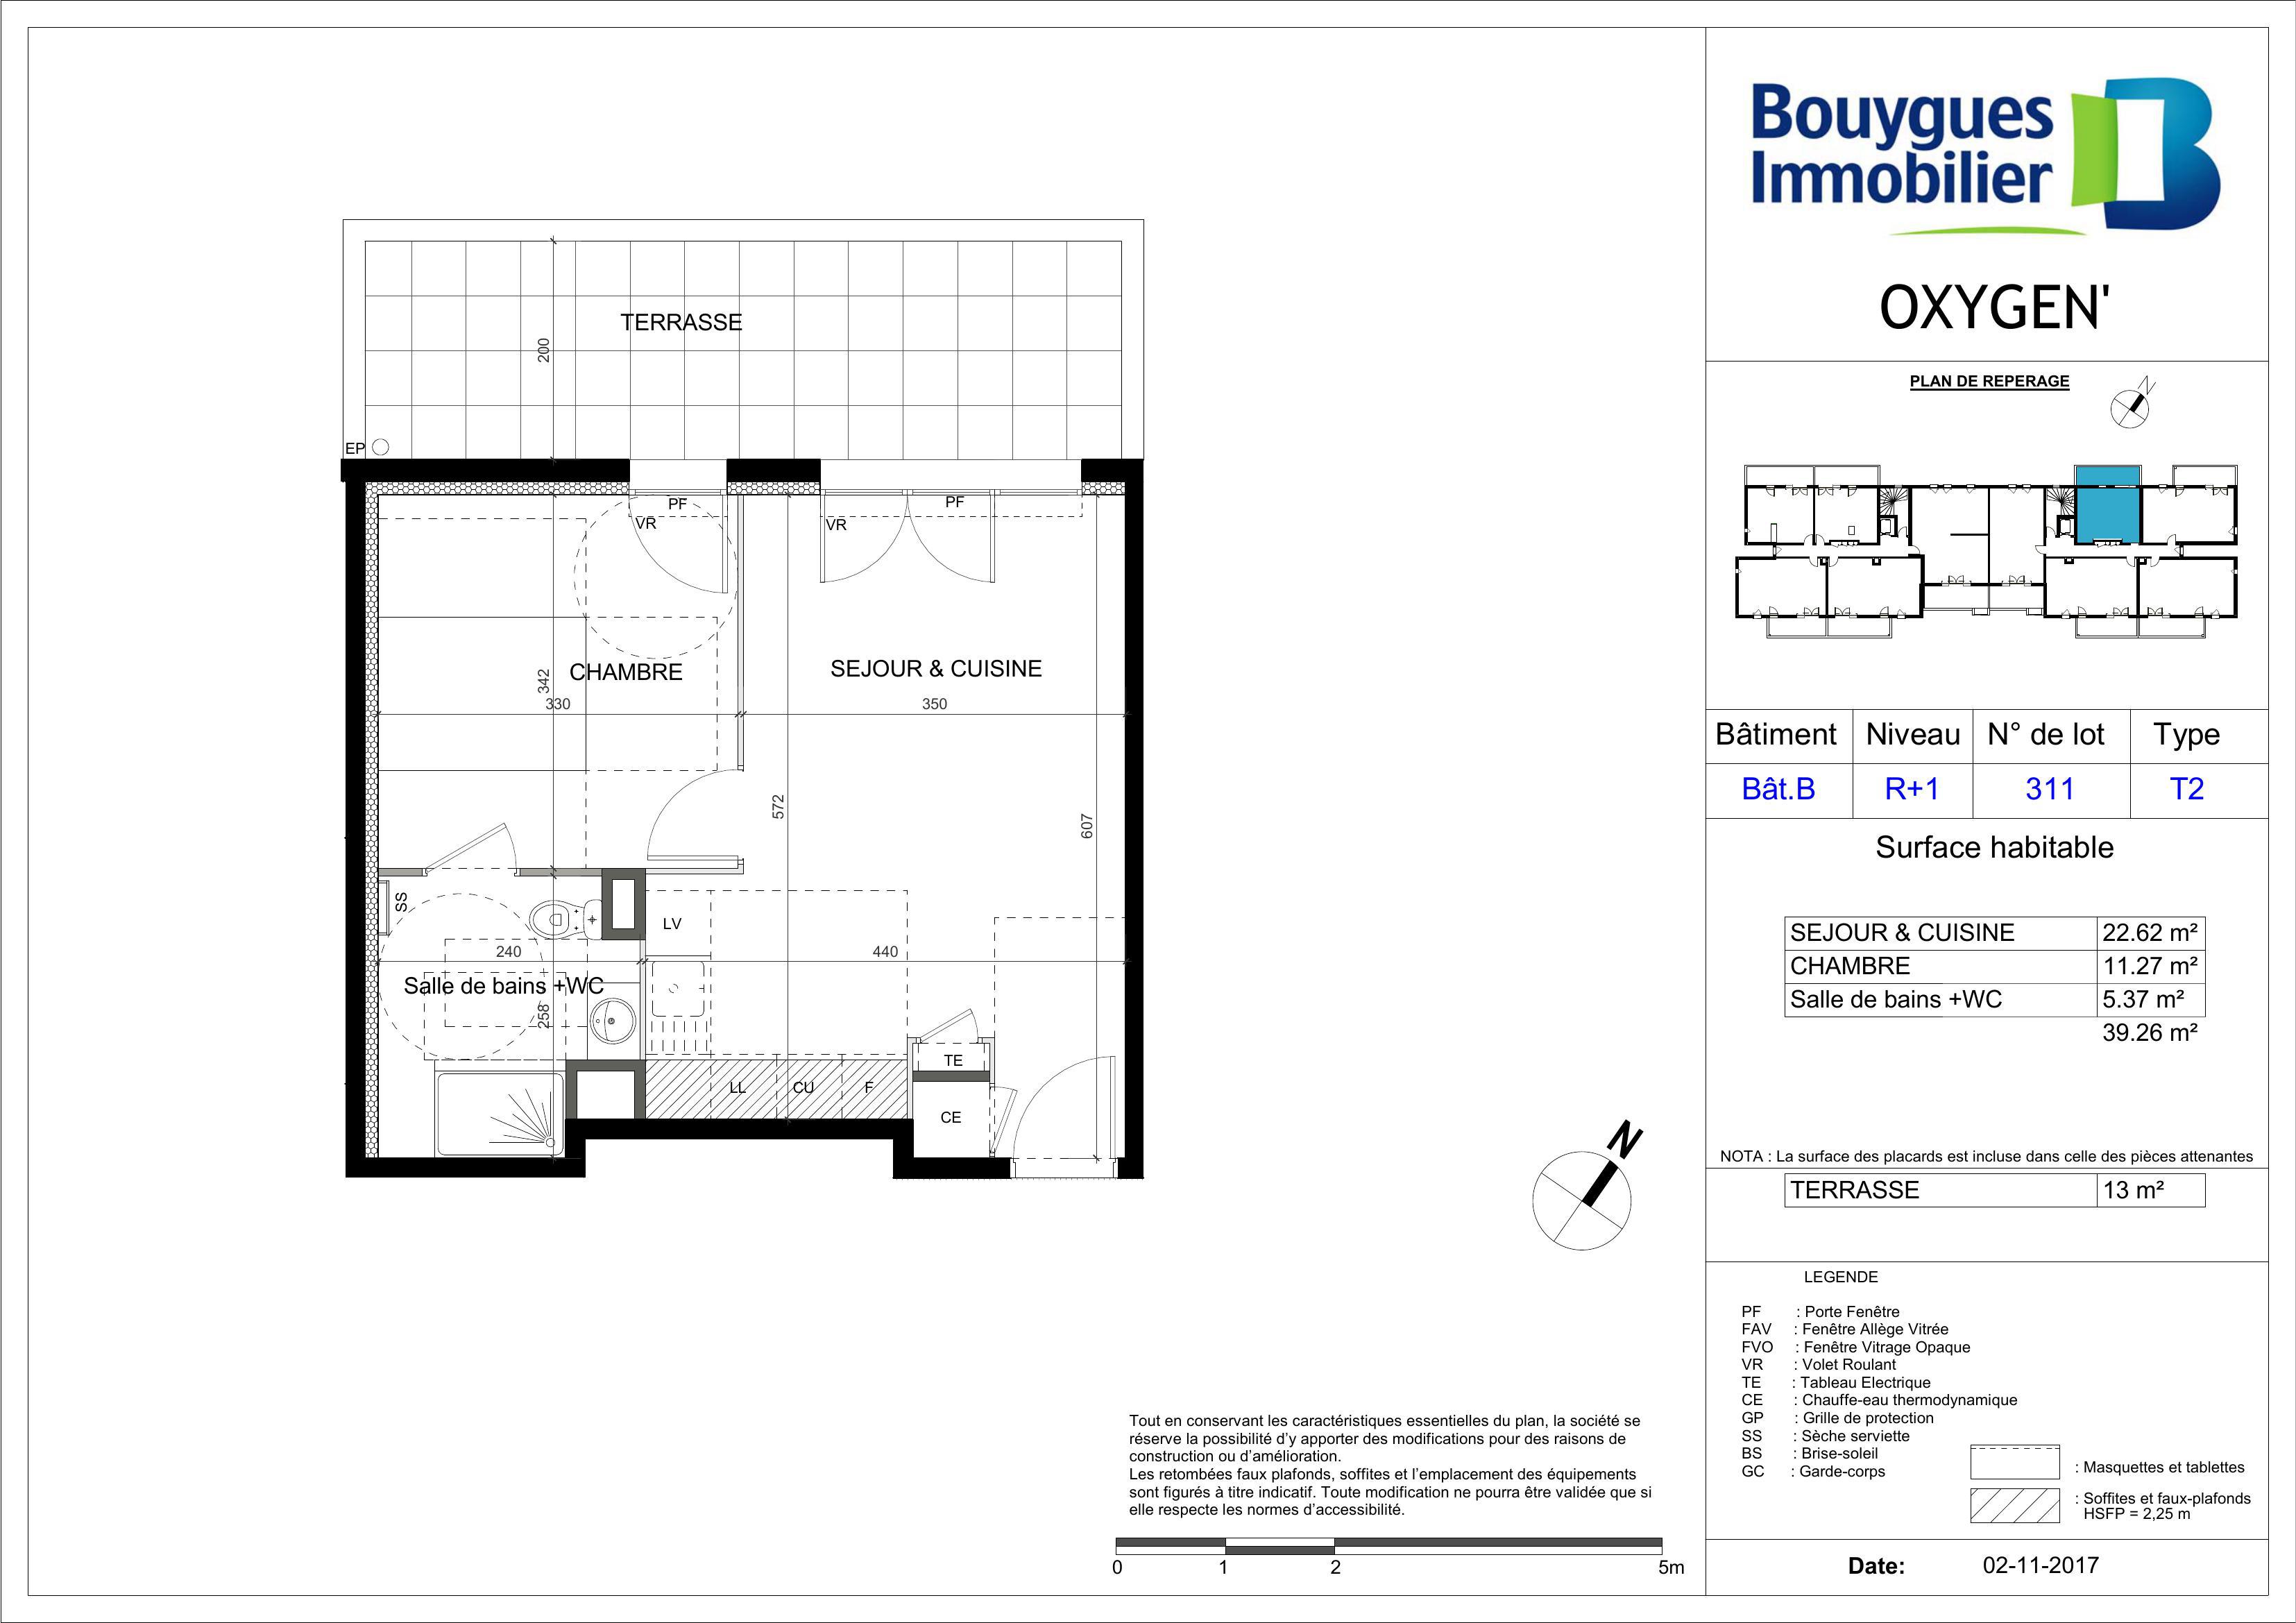 TERRASSE
200
EP
PF
VR
PF
VR
CHAMBRE
SEJOUR & CUISINE
342
330
350
572
607
SS
LV
240
440
Salle de bains +WC
258
TE
LL
CU
F
CE
N
Tout en conservant les caractéristiques essentielles du plan, la société se
réserve la possibilité d'y apporter des modifications pour des raisons de
construction ou d'amélioration.
Les retombées faux plafonds, soffites et l'emplacement des équipements
sont figurés à titre indicatif. Toute modification ne pourra être validée que si
elle respecte les normes d'accessibilité.
0 1 2 5m
Bouygues
Immobilier
OXYGEN'
PLAN DE REPERAGE
N
Bâtiment Niveau N° de lot Type
Bât.B R+1 311 T2
Surface habitable
SEJOUR & CUISINE 22.62 m²
CHAMBRE 11.27 m²
Salle de bains +WC 5.37 m²
39.26 m²
NOTA : La surface des placards est incluse dans celle des pièces attenantes
TERRASSE 13 m²
LEGENDE
PF : Porte Fenêtre
FAV : Fenêtre Allège Vitrée
FVO : Fenêtre Vitrage Opaque
VR : Volet Roulant
TE : Tableau Electrique
CE : Chauffe-eau thermodynamique
GP : Grille de protection
SS : Sèche serviette
BS : Brise-soleil
GC : Garde-corps
: Masquettes et tablettes
: Soffites et faux-plafonds
HSFP = 2,25 m
Date: 02-11-2017